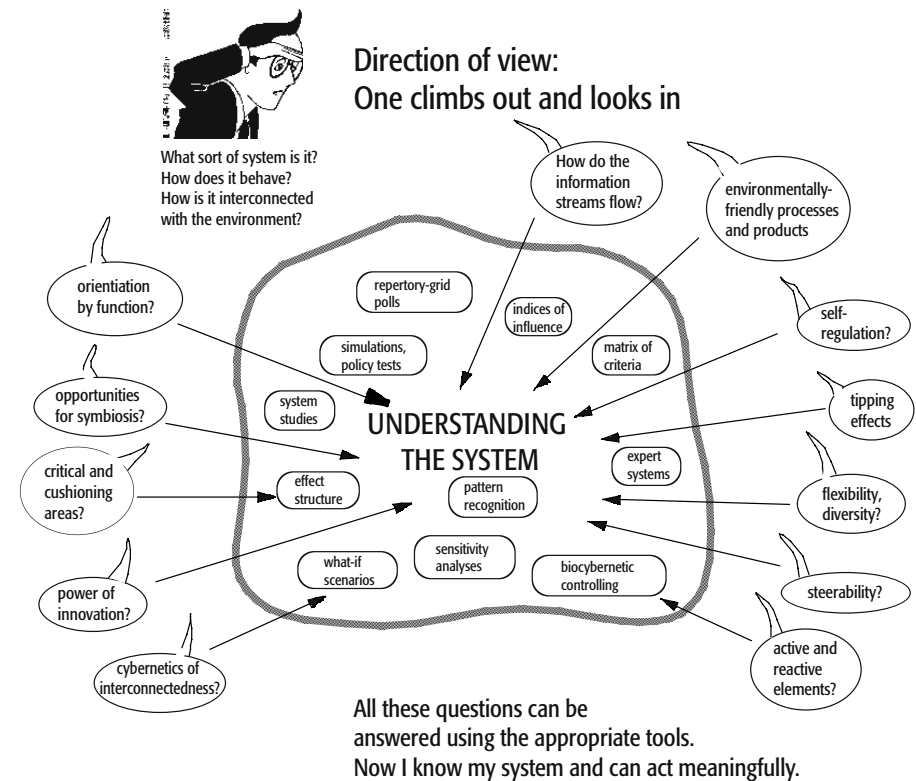 Direction of view:
One climbs out and looks in
What sort of system is it?
How does it behave?
How is it interconnected
with the environment?
How do the
information
streams flow?
environmentally-
friendly processes
and products
orientiation
by function?
self-
regulation?
opportunities
for symbiosis?
tipping
effects
critical and
cushioning
areas?
flexibility,
diversity?
power of
innovation?
steerability?
cybernetics of
interconnectedness?
active and
reactive
elements?
repertory-grid
polls
indices of
influence
simulations,
policy tests
matrix of
criteria
system
studies
UNDERSTANDING
THE SYSTEM
expert
systems
effect
structure
pattern
recognition
what-if
scenarios
sensitivity
analyses
biocybernetic
controlling
All these questions can be
answered using the appropriate tools.
Now I know my system and can act meaningfully.